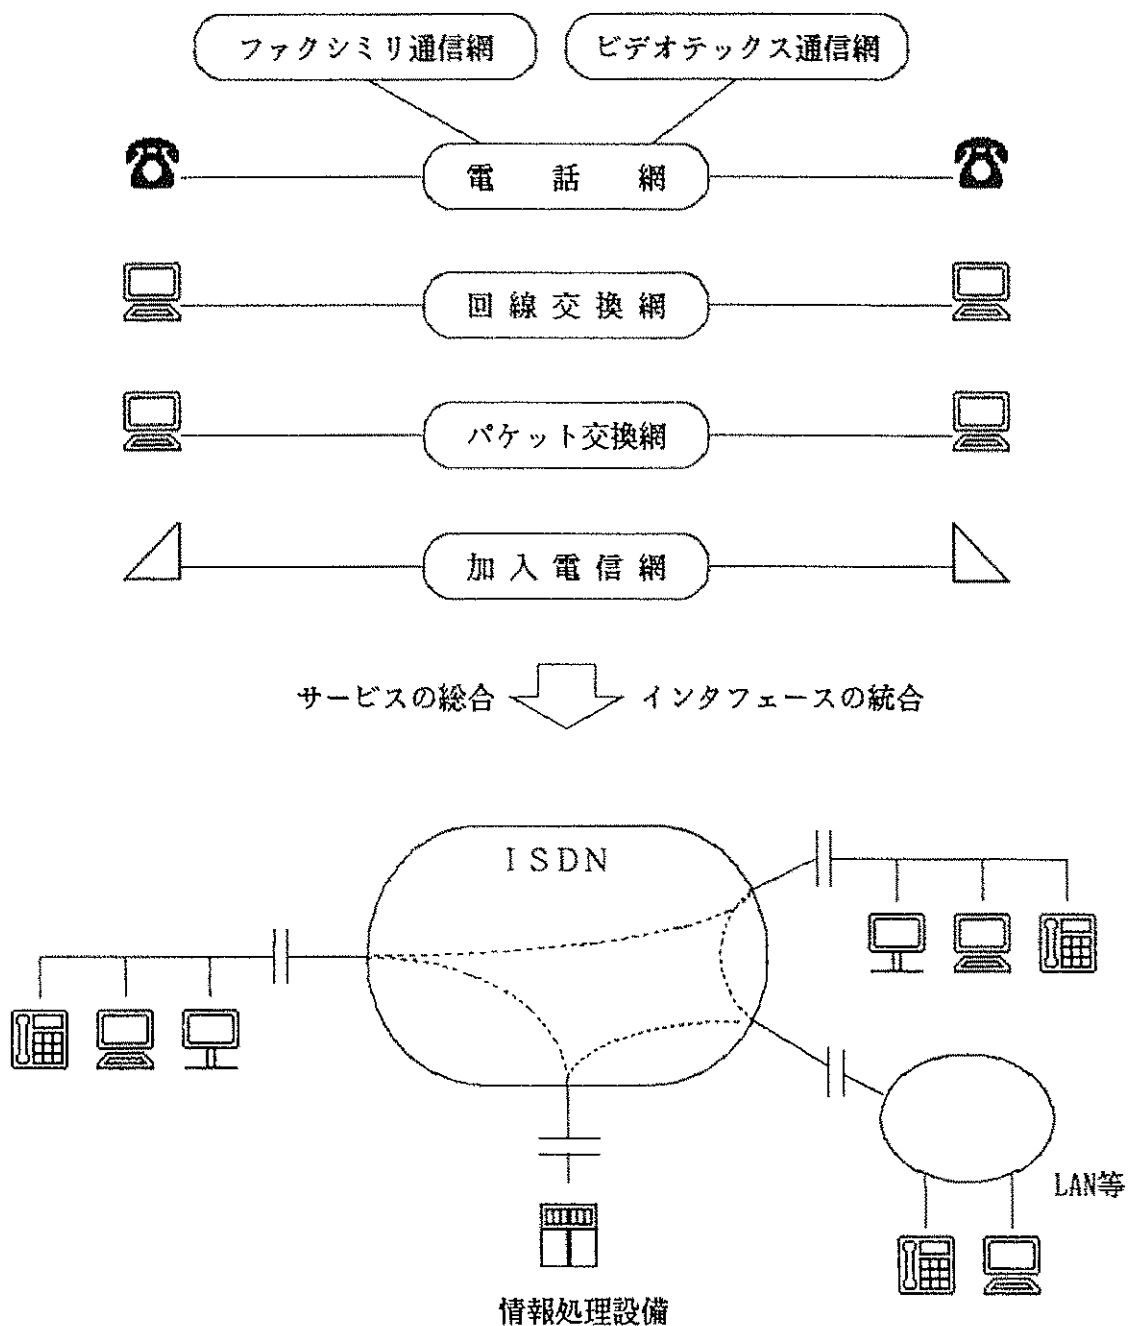 ファクシミリ通信網
ビデオテックス通信網
電話網
回線交換網
パケット交換網
加入電信網
サービスの総合
インタフェースの統合
ISDN
LAN等
情報処理設備